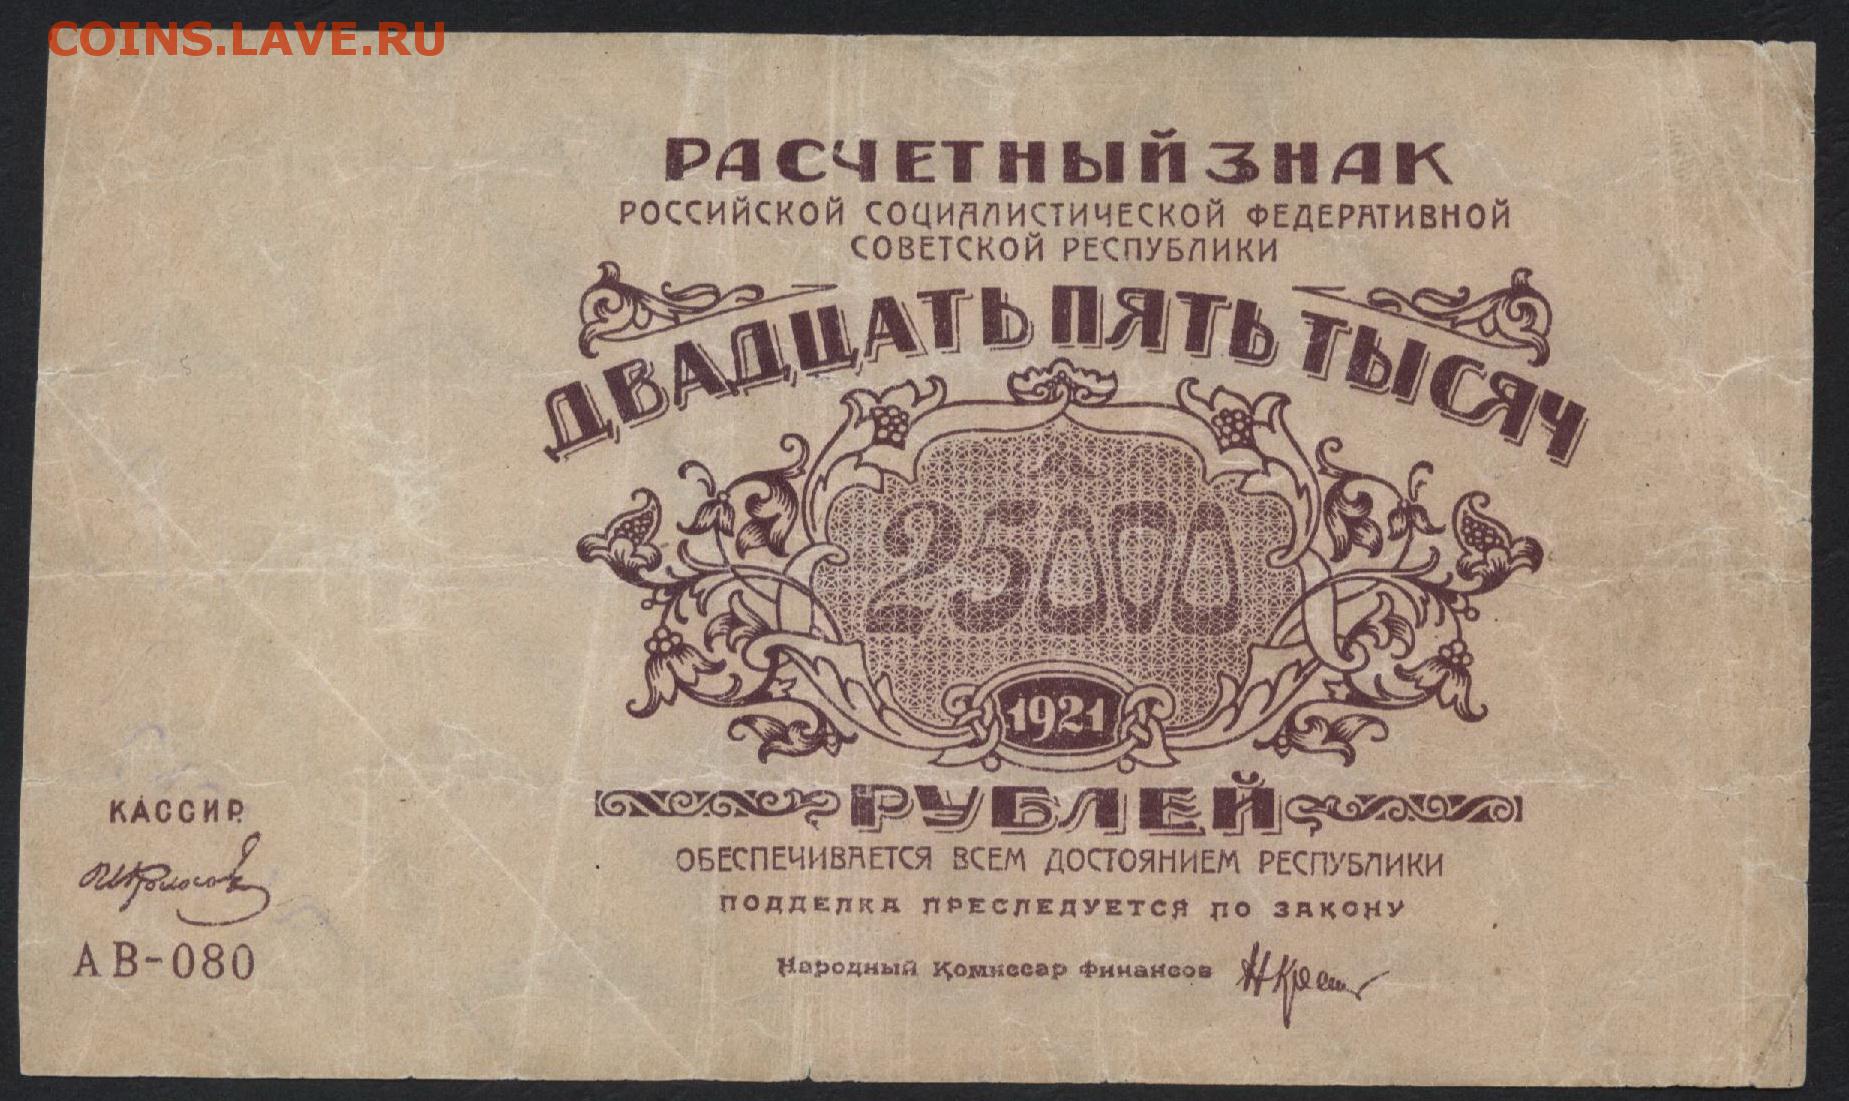 COINS.LAVE.RU
РАСЧЕТНЫЙ ЗНАК
РОССИЙСКОЙ СОЦИАЛИСТИЧЕСКОЙ ФЕДЕРАТИВНОЙ
СОВЕТСКОЙ РЕСПУБЛИКИ
ДВАДЦАТЬ ПЯТЬ ТЫСЯЧ
25000
1921
РУБЛЕЙ
ОБЕСПЕЧИВАЕТСЯ ВСЕМ ДОСТОЯНИЕМ РЕСПУБЛИКИ
ПОДДЕЛКА ПРЕСЛЕДУЕТСЯ ПО ЗАКОНУ
Народный Комиссар Финансов
КАССИР
АВ-080